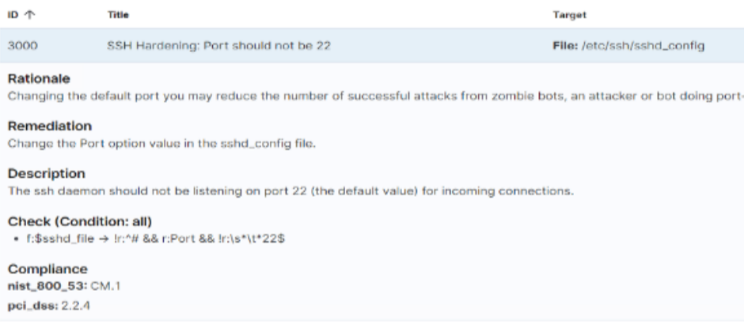 ID ↑ Title Target
3000 SSH Hardening: Port should not be 22 File: /etc/ssh/sshd_config
Rationale
Changing the default port you may reduce the number of successful attacks from zombie bots, an attacker or bot doing port-
Remediation
Change the Port option value in the sshd_config file.
Description
The ssh daemon should not be listening on port 22 (the default value) for incoming connections.
Check (Condition: all)
• f:$sshd_file → !r:^# && r:Port && !r:\s*\t*22$
Compliance
nist_800_53: CM.1
pci_dss: 2.2.4